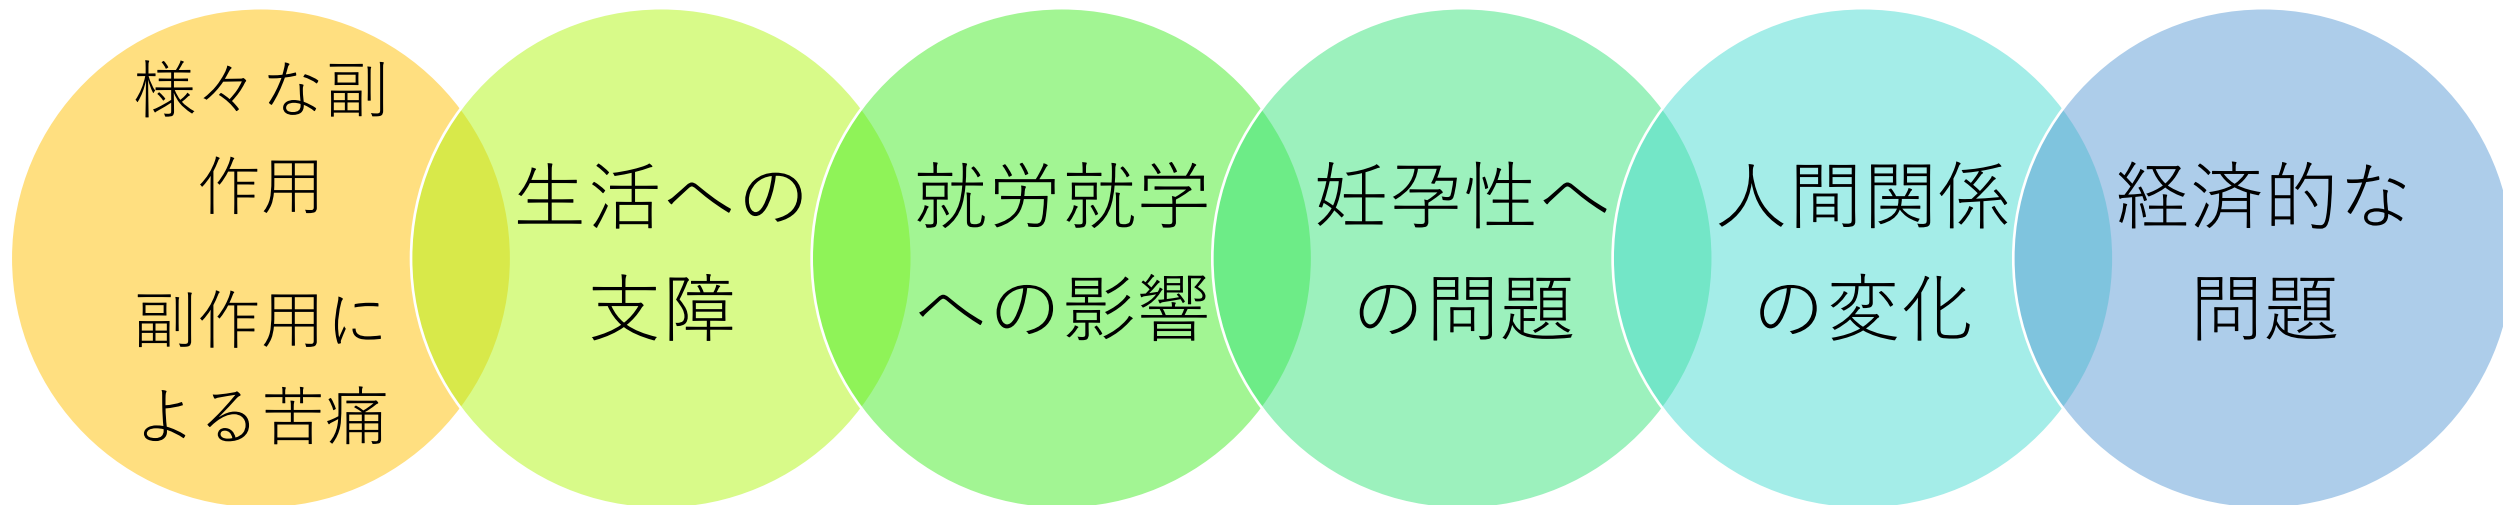 様々な副
作用
副作用に
よる苦痛
生活への
支障
就労就学
への影響
妊孕性へ
の問題
人間関係
の変化
経済的な
問題